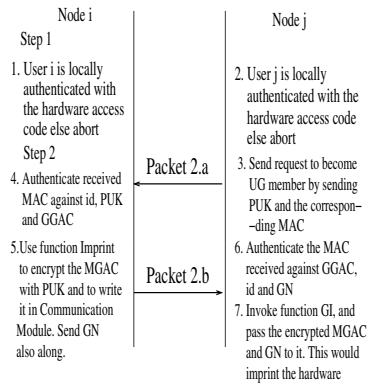 Node i
Node j
Step 1
1. User i is locally
authenticated with
the hardware access
code else abort
2. User j is locally
authenticated with the
hardware access code
else abort
Step 2
Packet 2.a
3. Send request to become
UG member by sending
PUK and the correspon-
-ding MAC
4. Authenticate received
MAC against id, PUK
and GGAC
5.Use function Imprint
to encrypt the MGAC
with PUK and to write
it in Communication
Module. Send GN
also along.
Packet 2.b
6. Authenticate the MAC
received against GGAC,
id and GN
7. Invoke function GI, and
pass the encrypted MGAC
and GN to it. This would
imprint the hardware